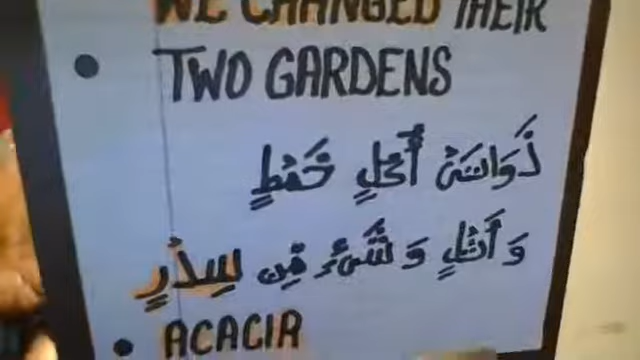 WE CHANGED THEIR
• TWO GARDENS
ذَوَاتَىْ أُكُلٍ خَمْطٍ
وَ أَثْلٍ وَ شَىْءٍ مِّن سِدْرٍ
• ACACIA